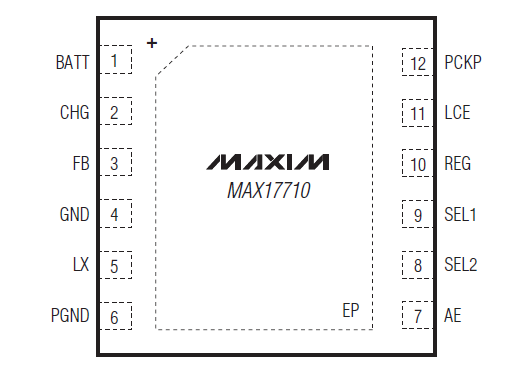 +
BATT 1
12 PCKP
CHG 2
11 LCE
FB 3
MAXIM
10 REG
MAX17710
GND 4
9 SEL1
LX 5
8 SEL2
PGND 6
EP
7 AE